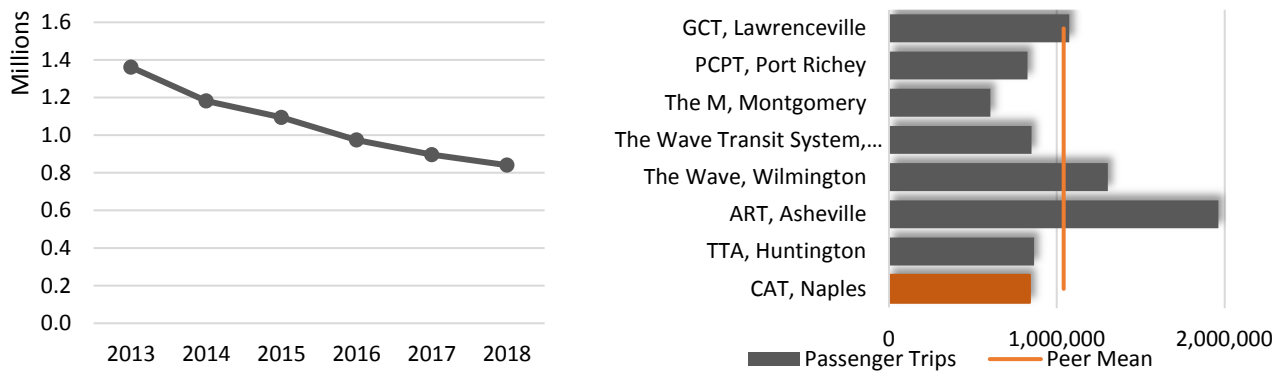 Millions
1.6
1.4
1.2
1.0
0.8
0.6
0.4
0.2
0.0
2013 2014 2015 2016 2017 2018
GCT, Lawrenceville
PCPT, Port Richey
The M, Montgomery
The Wave Transit System,...
The Wave, Wilmington
ART, Asheville
TTA, Huntington
CAT, Naples
0 1,000,000 2,000,000
Passenger Trips Peer Mean